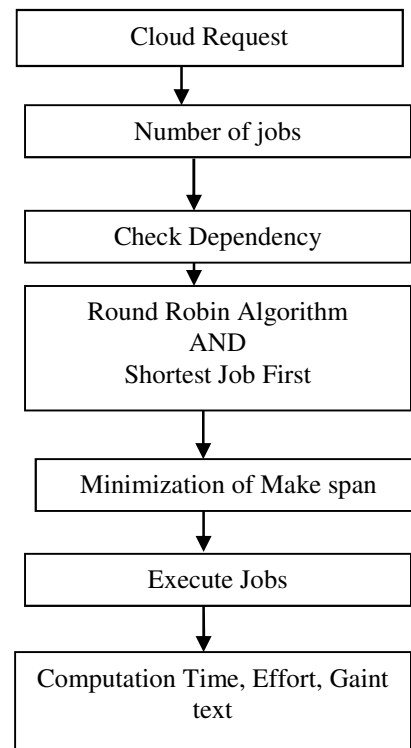 Cloud Request
Number of jobs
Check Dependency
Round Robin Algorithm
AND
Shortest Job First
Minimization of Make span
Execute Jobs
Computation Time, Effort, Gaint
text